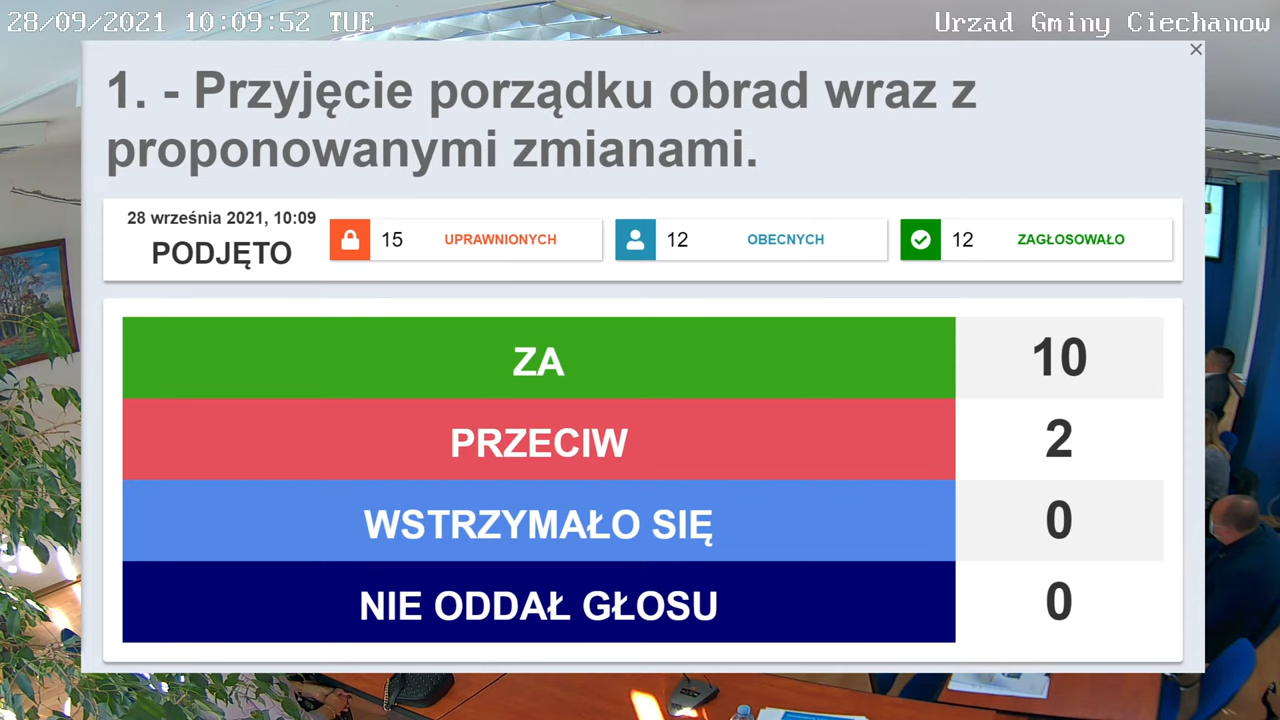 28/09/2021 10:09:52 TUE
Urzad Gminy Ciechanow
1. - Przyjęcie porządku obrad wraz z
proponowanymi zmianami.
28 września 2021, 10:09
PODJĘTO
15 UPRAWNIONYCH
12 OBECNYCH
12 ZAGŁOSOWAŁO
ZA 10
PRZECIW 2
WSTRZYMAŁO SIĘ 0
NIE ODDAŁ GŁOSU 0